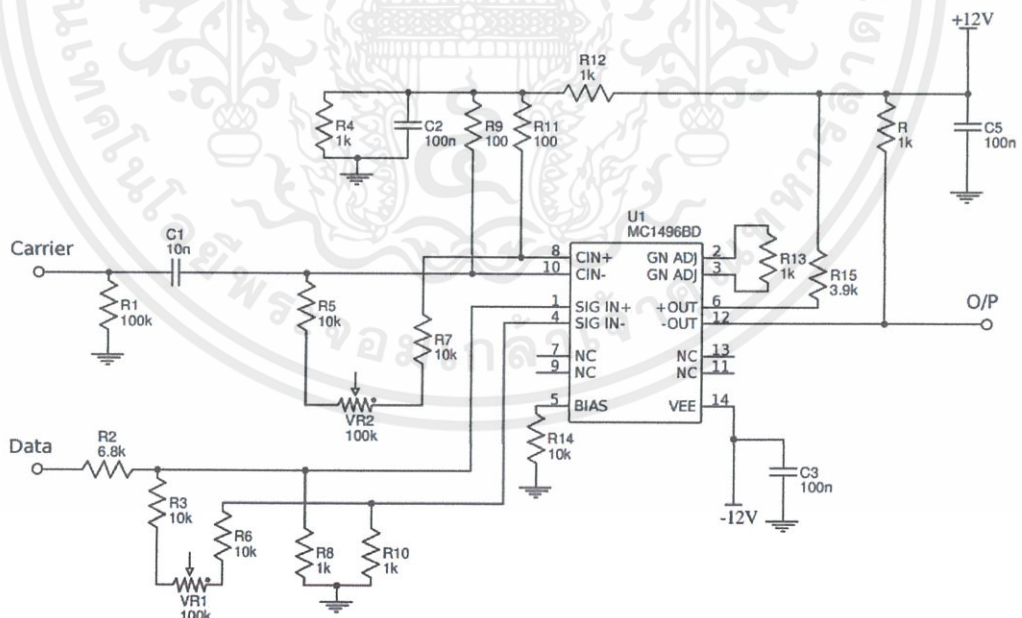 +12V
R12
1k
R4
1k
C2
100n
R9
100
R11
100
R
1k
C5
100n
U1
MC1496BD
Carrier
C1
10n
8
CIN+
GN ADJ
2
10
CIN-
GN ADJ
3
R13
1k
R15
3.9k
R1
100k
R5
10k
1
SIG IN+
+OUT
6
4
SIG IN-
-OUT
12
O/P
R7
10k
7
NC
NC
13
9
NC
NC
11
VR2
100k
5
BIAS
VEE
14
Data
R2
6.8k
R14
10k
C3
100n
-12V
R3
10k
R6
10k
R8
1k
R10
1k
VR1
100k